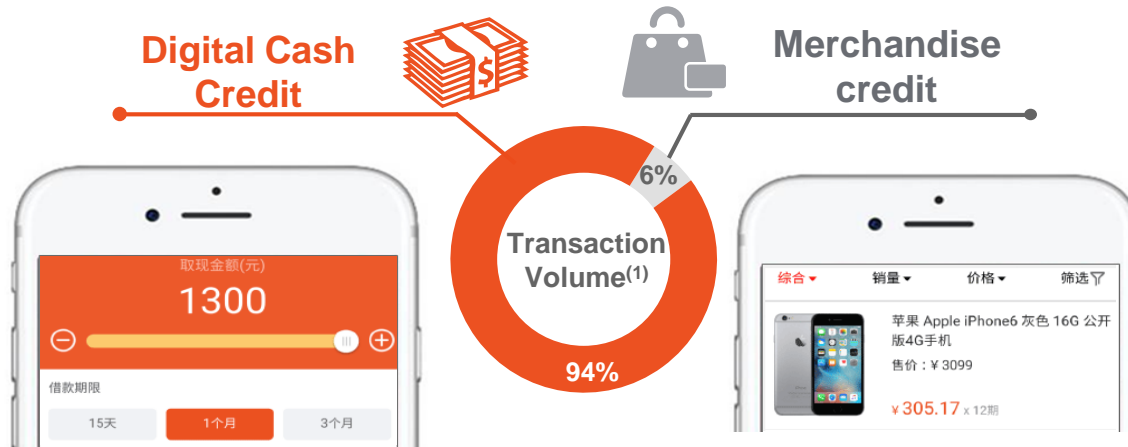 Digital Cash
Credit
Merchandise
credit
6%
Transaction
Volume(1)
94%
取现金额(元)
1300
借款期限
15天
1个月
3个月
综合
销量
价格
筛选
苹果 Apple iPhone6 灰色 16G 公开
版4G手机
售价：¥ 3099
¥ 305.17 x 12期